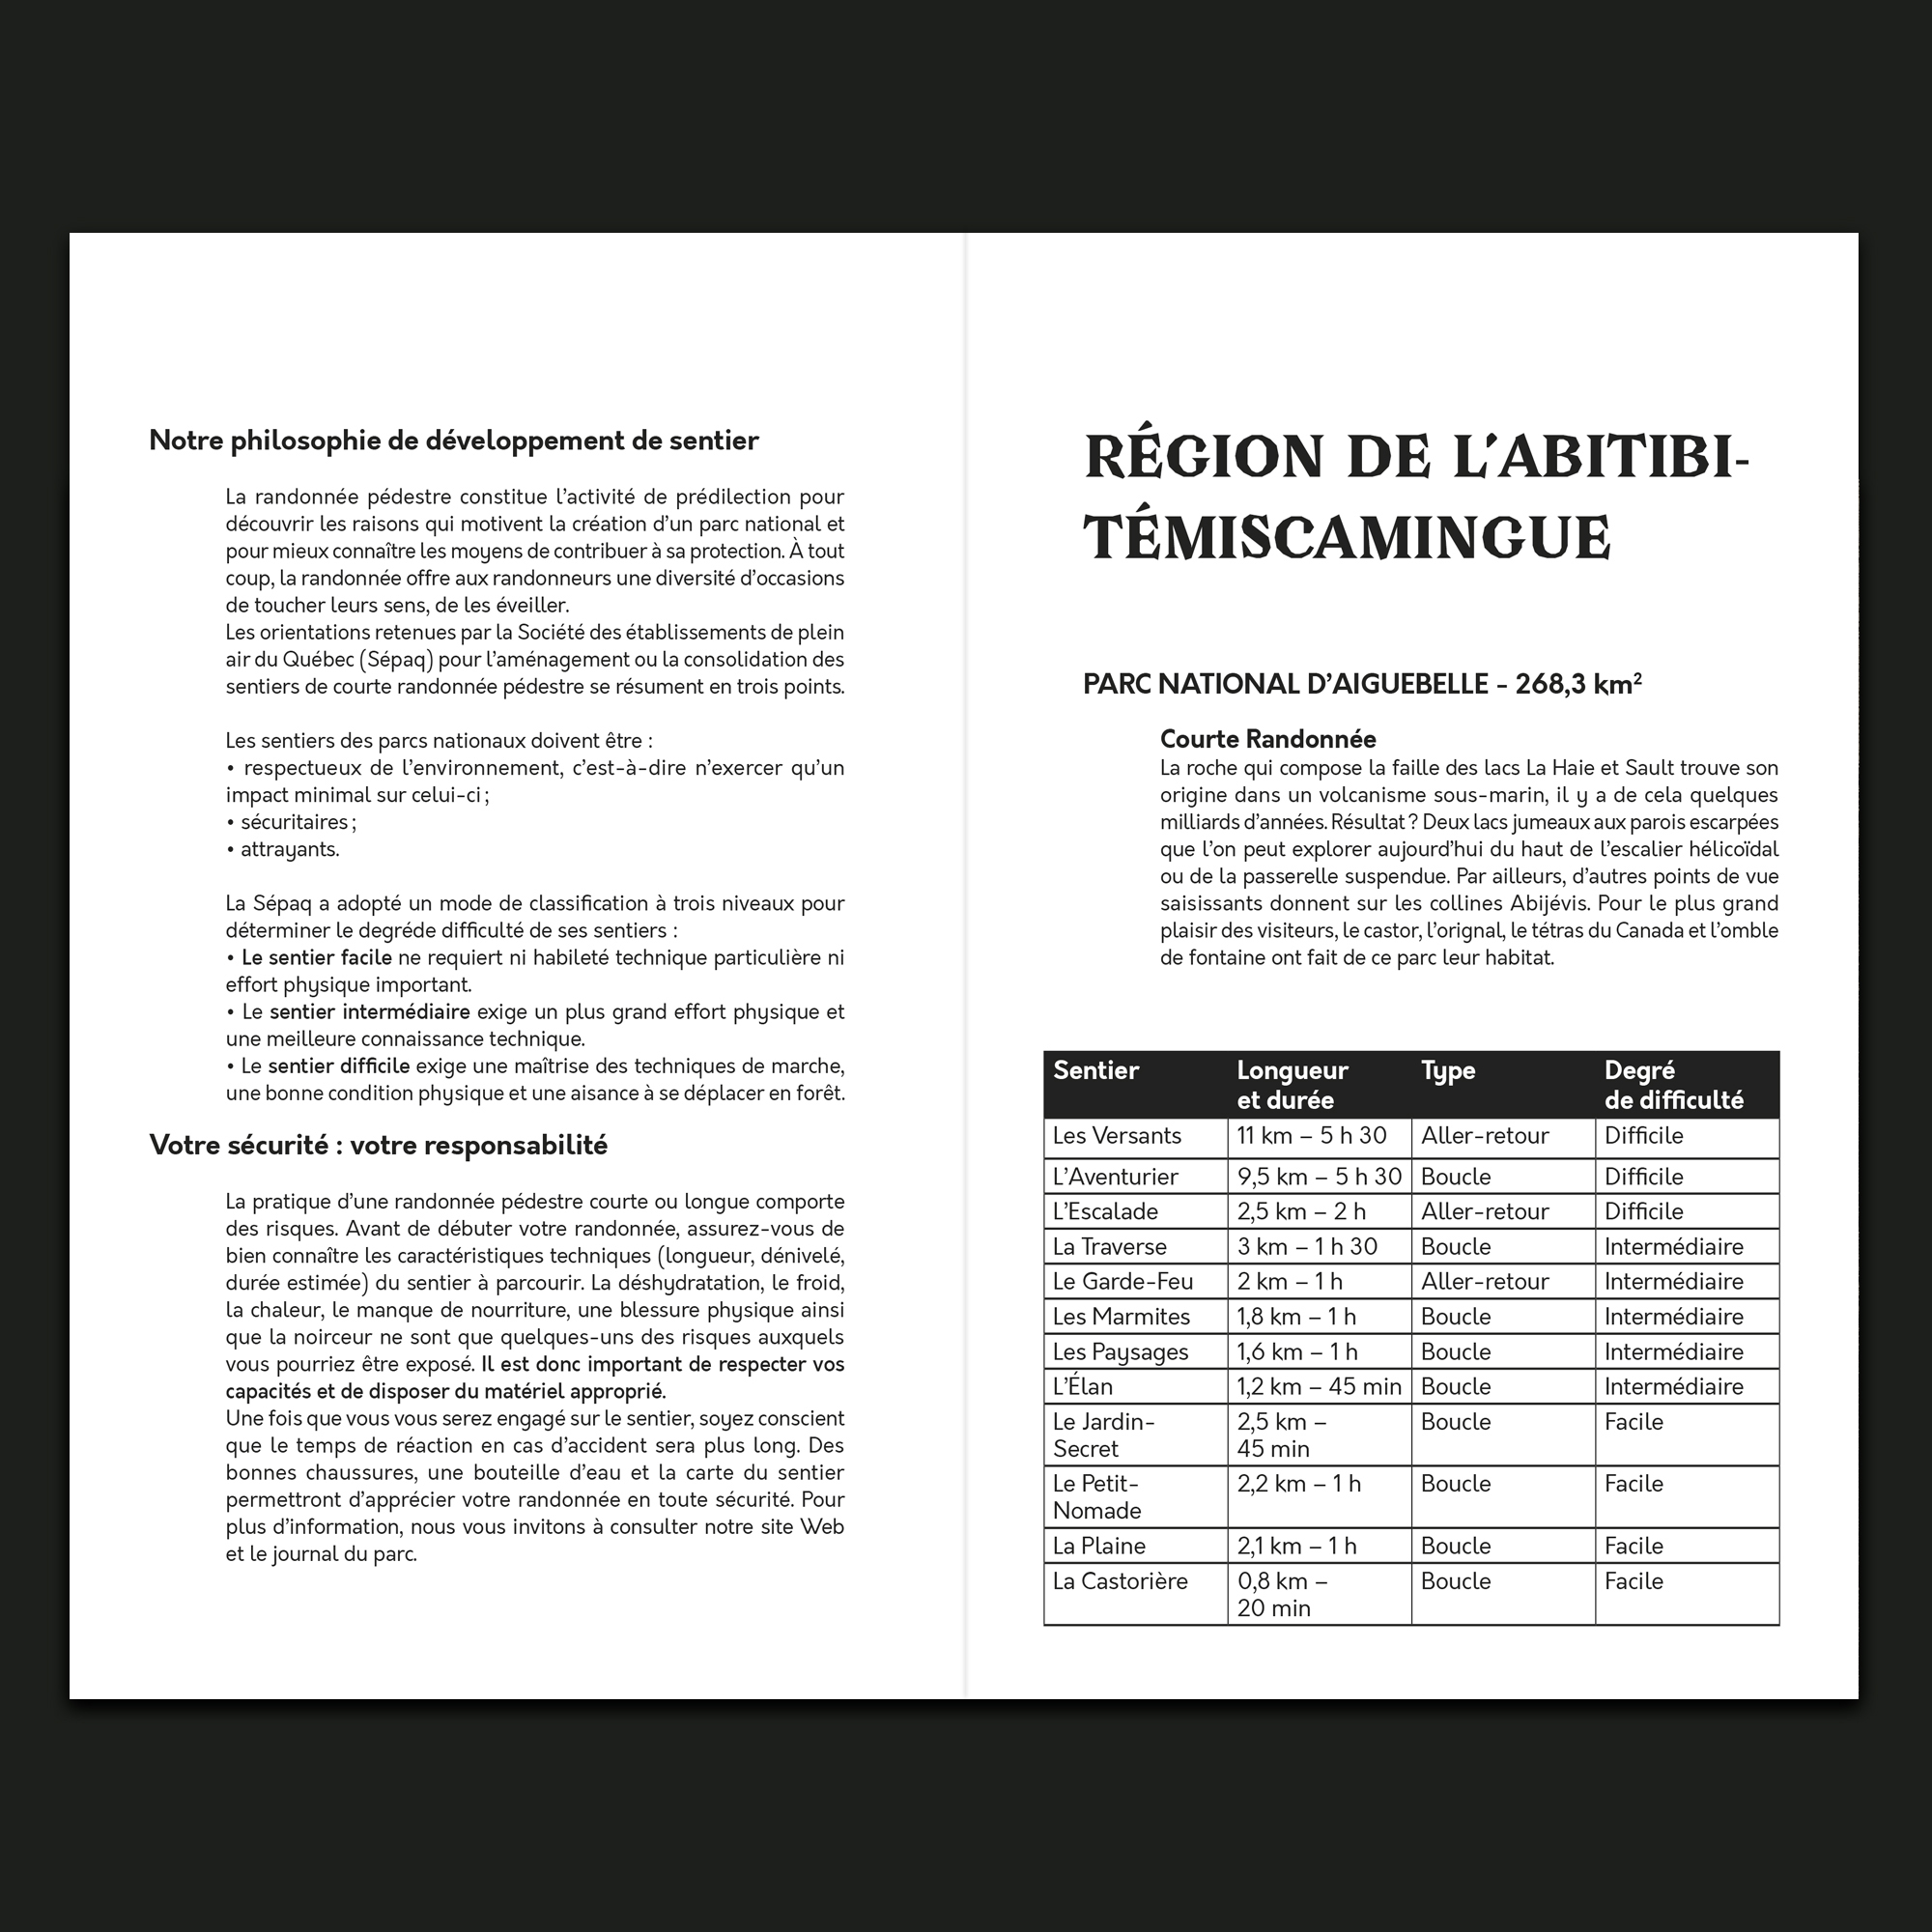 Notre philosophie de développement de sentier
La randonnée pédestre constitue l'activité de prédilection pour
découvrir les raisons qui motivent la création d'un parc national et
pour mieux connaître les moyens de contribuer à sa protection. À tout
coup, la randonnée offre aux randonneurs une diversité d'occasions
de toucher leurs sens, de les éveiller.
Les orientations retenues par la Société des établissements de plein
air du Québec (Sépaq) pour l'aménagement ou la consolidation des
sentiers de courte randonnée pédestre se résument en trois points.
Les sentiers des parcs nationaux doivent être :
• respectueux de l'environnement, c'est-à-dire n'exercer qu'un
impact minimal sur celui-ci ;
• sécuritaires ;
• attrayants.
La Sépaq a adopté un mode de classification à trois niveaux pour
déterminer le degréde difficulté de ses sentiers :
• Le sentier facile ne requiert ni habileté technique particulière ni
effort physique important.
• Le sentier intermédiaire exige un plus grand effort physique et
une meilleure connaissance technique.
• Le sentier difficile exige une maîtrise des techniques de marche,
une bonne condition physique et une aisance à se déplacer en forêt.
Votre sécurité : votre responsabilité
La pratique d'une randonnée pédestre courte ou longue comporte
des risques. Avant de débuter votre randonnée, assurez-vous de
bien connaître les caractéristiques techniques (longueur, dénivelé,
durée estimée) du sentier à parcourir. La déshydratation, le froid,
la chaleur, le manque de nourriture, une blessure physique ainsi
que la noirceur ne sont que quelques-uns des risques auxquels
vous pourriez être exposé. Il est donc important de respecter vos
capacités et de disposer du matériel approprié.
Une fois que vous vous serez engagé sur le sentier, soyez conscient
que le temps de réaction en cas d'accident sera plus long. Des
bonnes chaussures, une bouteille d'eau et la carte du sentier
permettront d'apprécier votre randonnée en toute sécurité. Pour
plus d'information, nous vous invitons à consulter notre site Web
et le journal du parc.
RÉGION DE L'ABITIBI-
TÉMISCAMINGUE
PARC NATIONAL D'AIGUEBELLE - 268,3 km²
Courte Randonnée
La roche qui compose la faille des lacs La Haie et Sault trouve son
origine dans un volcanisme sous-marin, il y a de cela quelques
milliards d'années. Résultat ? Deux lacs jumeaux aux parois escarpées
que l'on peut explorer aujourd'hui du haut de l'escalier hélicoïdal
ou de la passerelle suspendue. Par ailleurs, d'autres points de vue
saisissants donnent sur les collines Abijévis. Pour le plus grand
plaisir des visiteurs, le castor, l'orignal, le tétras du Canada et l'omble
de fontaine ont fait de ce parc leur habitat.
Sentier Longueur Type Degré
et durée de difficulté
Les Versants 11 km – 5 h 30 Aller-retour Difficile
L'Aventurier 9,5 km – 5 h 30 Boucle Difficile
L'Escalade 2,5 km – 2 h Aller-retour Difficile
La Traverse 3 km – 1 h 30 Boucle Intermédiaire
Le Garde-Feu 2 km – 1 h Aller-retour Intermédiaire
Les Marmites 1,8 km – 1 h Boucle Intermédiaire
Les Paysages 1,6 km – 1 h Boucle Intermédiaire
L'Élan 1,2 km – 45 min Boucle Intermédiaire
Le Jardin- 2,5 km – Boucle Facile
Secret 45 min
Le Petit- 2,2 km – 1 h Boucle Facile
Nomade
La Plaine 2,1 km – 1 h Boucle Facile
La Castorière 0,8 km – Boucle Facile
20 min